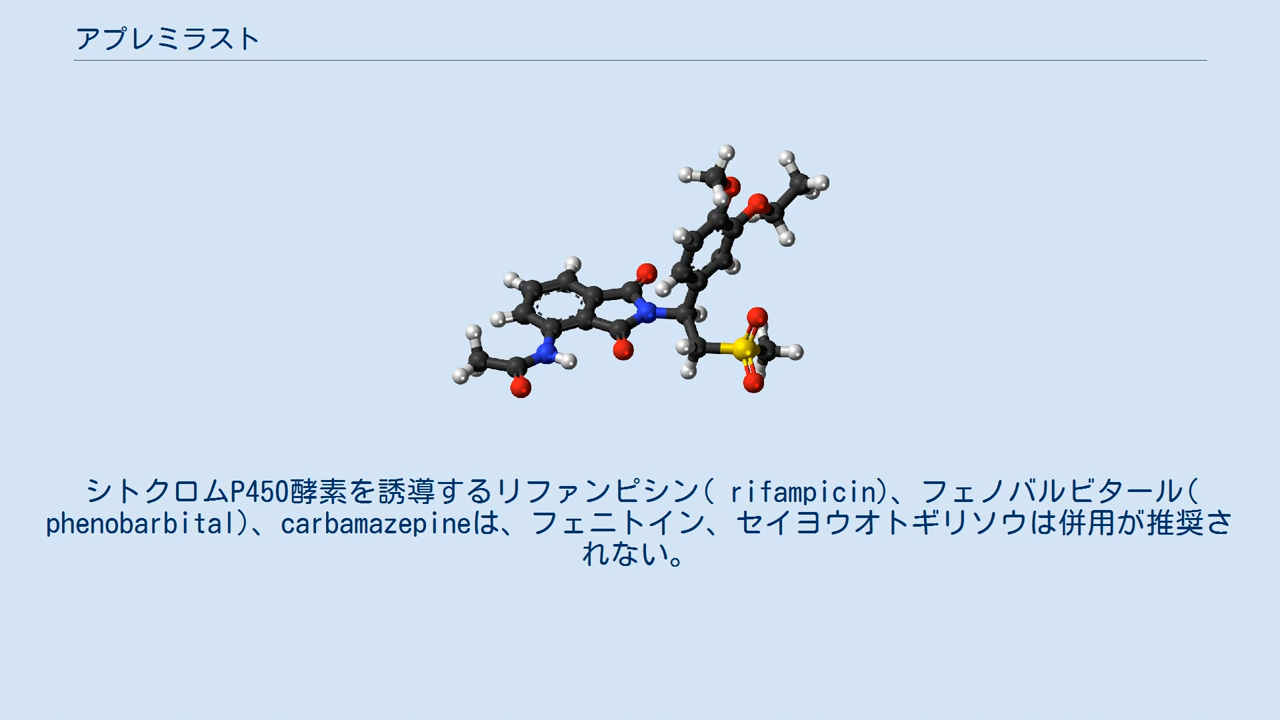 アプレミラスト
シトクロムP450酵素を誘導するリファンピシン( rifampicin)、フェノバルビタール(
phenobarbital)、carbamazepineは、フェニトイン、セイヨウオトギリソウは併用が推奨さ
れない。